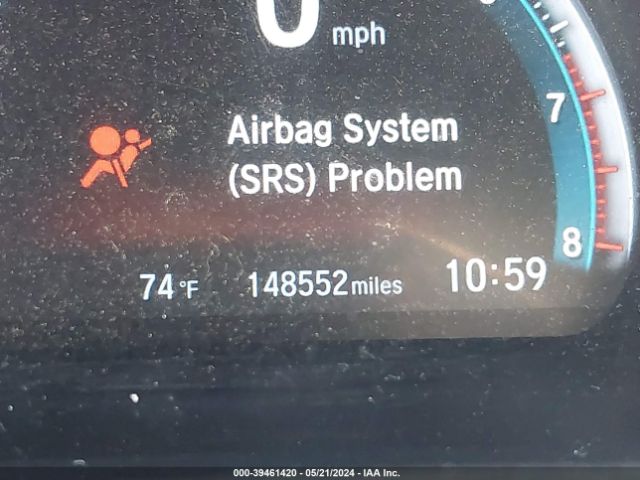 0 mph
7
Airbag System
(SRS) Problem
8
74°F 148552 miles 10:59
000-39461420 - 05/21/2024 - IAA Inc.